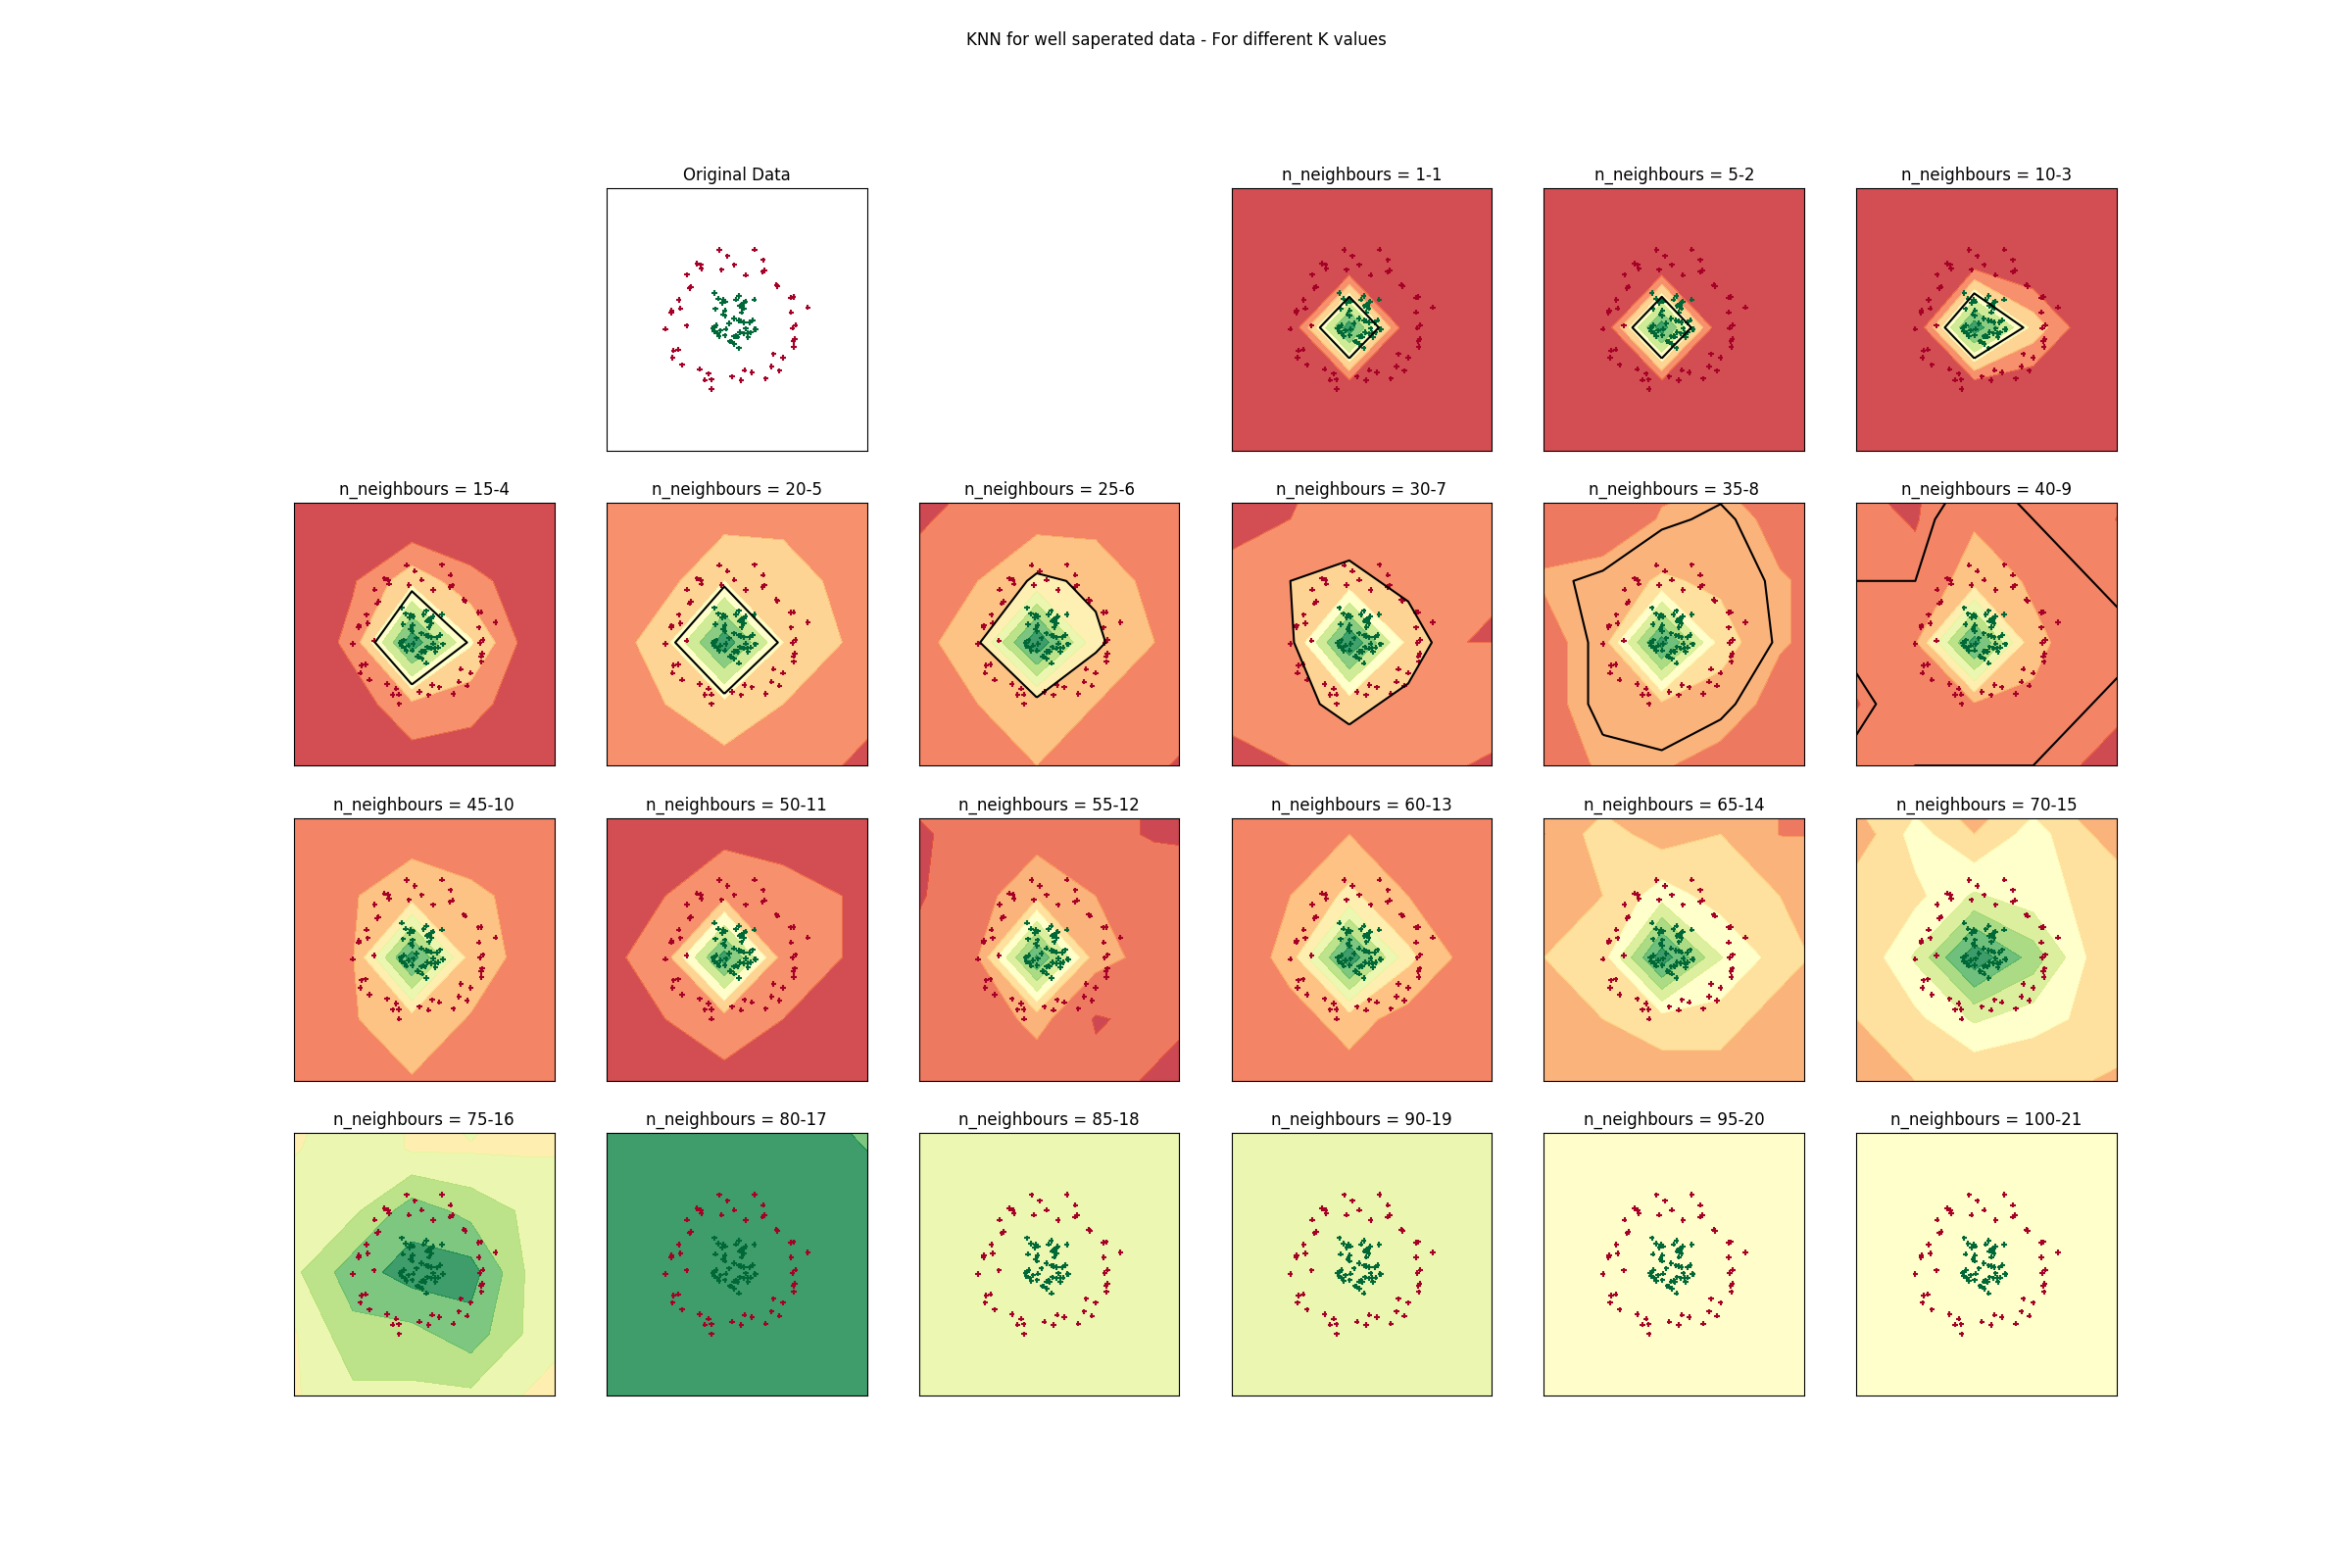 KNN for well saperated data - For different K values
Original Data
n_neighbours = 1-1
n_neighbours = 5-2
n_neighbours = 10-3
n_neighbours = 15-4
n_neighbours = 20-5
n_neighbours = 25-6
n_neighbours = 30-7
n_neighbours = 35-8
n_neighbours = 40-9
n_neighbours = 45-10
n_neighbours = 50-11
n_neighbours = 55-12
n_neighbours = 60-13
n_neighbours = 65-14
n_neighbours = 70-15
n_neighbours = 75-16
n_neighbours = 80-17
n_neighbours = 85-18
n_neighbours = 90-19
n_neighbours = 95-20
n_neighbours = 100-21